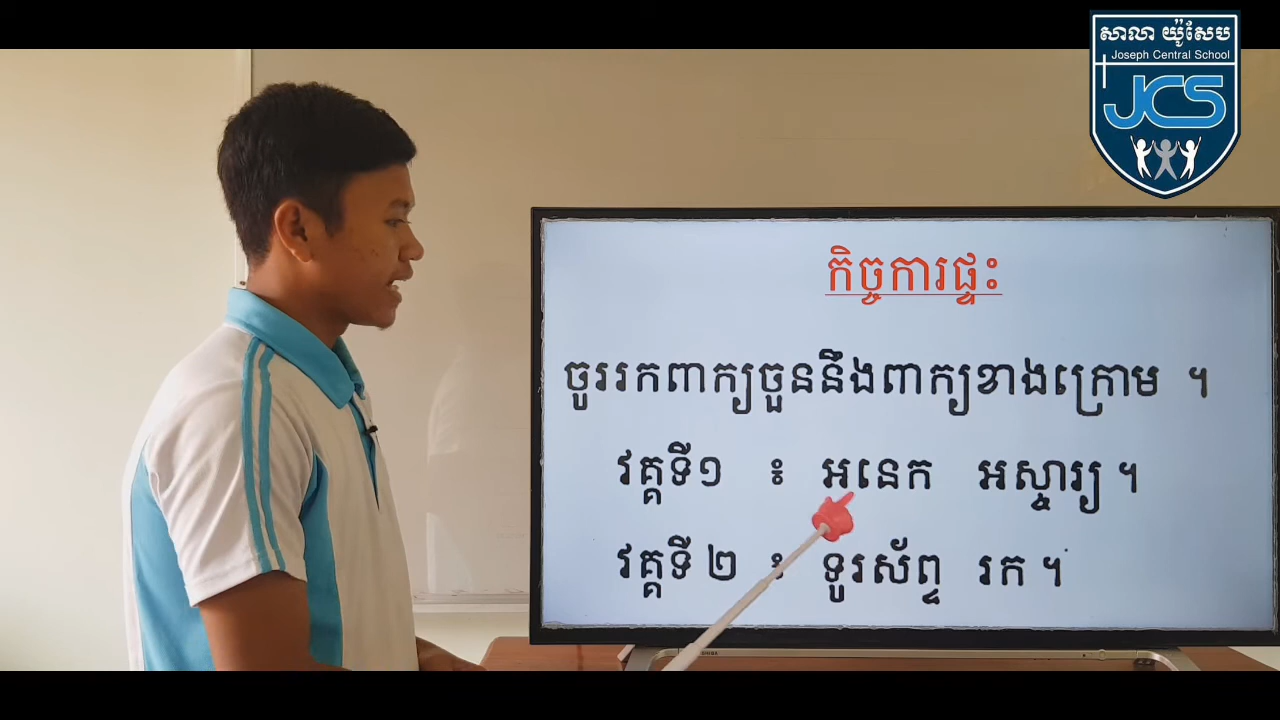 សាលា យ៉ូសែប
Joseph Central School
JCS
កិច្ចការផ្ទះ
ចូររកពាក្យចួននឹងពាក្យខាងក្រោម ។
វគ្គទី១ ៖ អនេក អស្ចារ្យ ។
វគ្គទី ២ ៖ ទូរស័ព្ទ រក ។
TOSHIBA